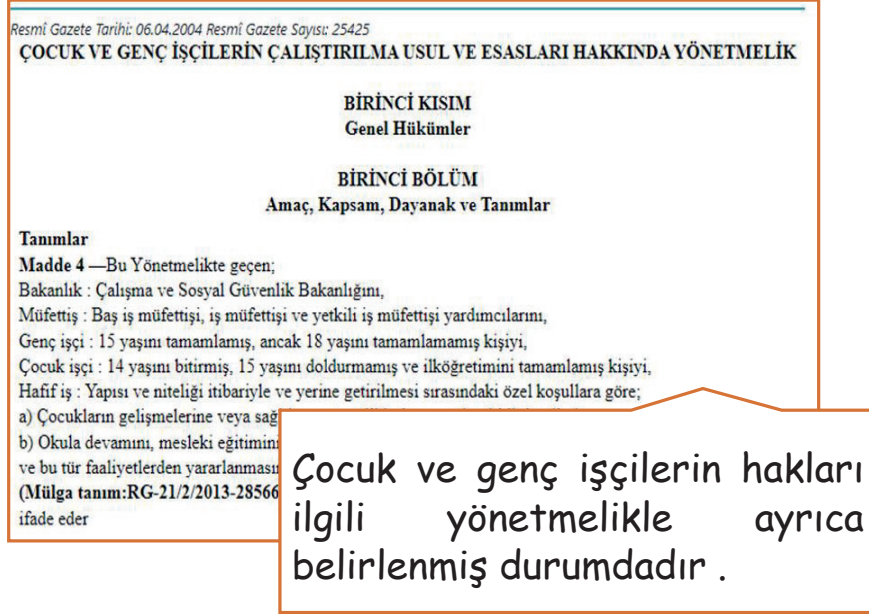 Resmî Gazete Tarihi: 06.04.2004 Resmî Gazete Sayısı: 25425
ÇOCUK VE GENÇ İŞÇİLERİN ÇALIŞTIRILMA USUL VE ESASLARI HAKKINDA YÖNETMELİK
BİRİNCİ KISIM
Genel Hükümler
BİRİNCİ BÖLÜM
Amaç, Kapsam, Dayanak ve Tanımlar
Tanımlar
Madde 4 —Bu Yönetmelikte geçen;
Bakanlık : Çalışma ve Sosyal Güvenlik Bakanlığını,
Müfettiş : Baş iş müfettişi, iş müfettişi ve yetkili iş müfettişi yardımcılarını,
Genç işçi : 15 yaşını tamamlamış, ancak 18 yaşını tamamlamamış kişiyi,
Çocuk işçi : 14 yaşını bitirmiş, 15 yaşını doldurmamış ve ilköğretimini tamamlamış kişiyi,
Hafif iş : Yapısı ve niteliği itibariyle ve yerine getirilmesi sırasındaki özel koşullara göre;
a) Çocukların gelişmelerine veya
b) Okula devamını, mesleki
ve bu tür faaliyetlerden
(Mülga tanım:RG-21/2/2013-28566
ifade eder
Çocuk ve genç işçilerin hakları
ilgili yönetmelikle ayrıca
belirlenmiş durumdadır .